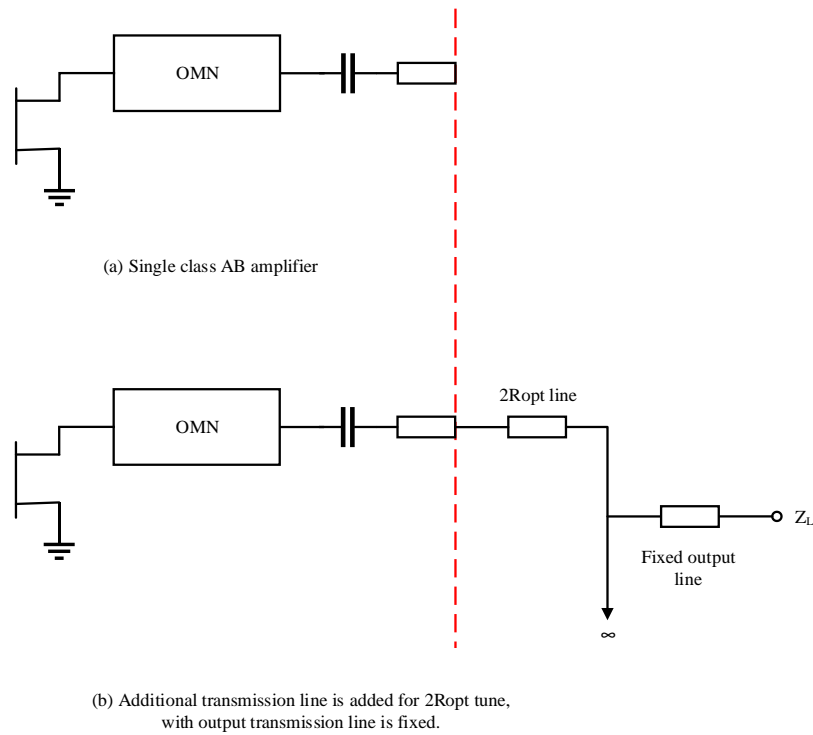 OMN
(a) Single class AB amplifier
2Ropt line
OMN
Z_L
Fixed output
line
∞
(b) Additional transmission line is added for 2Ropt tune,
with output transmission line is fixed.